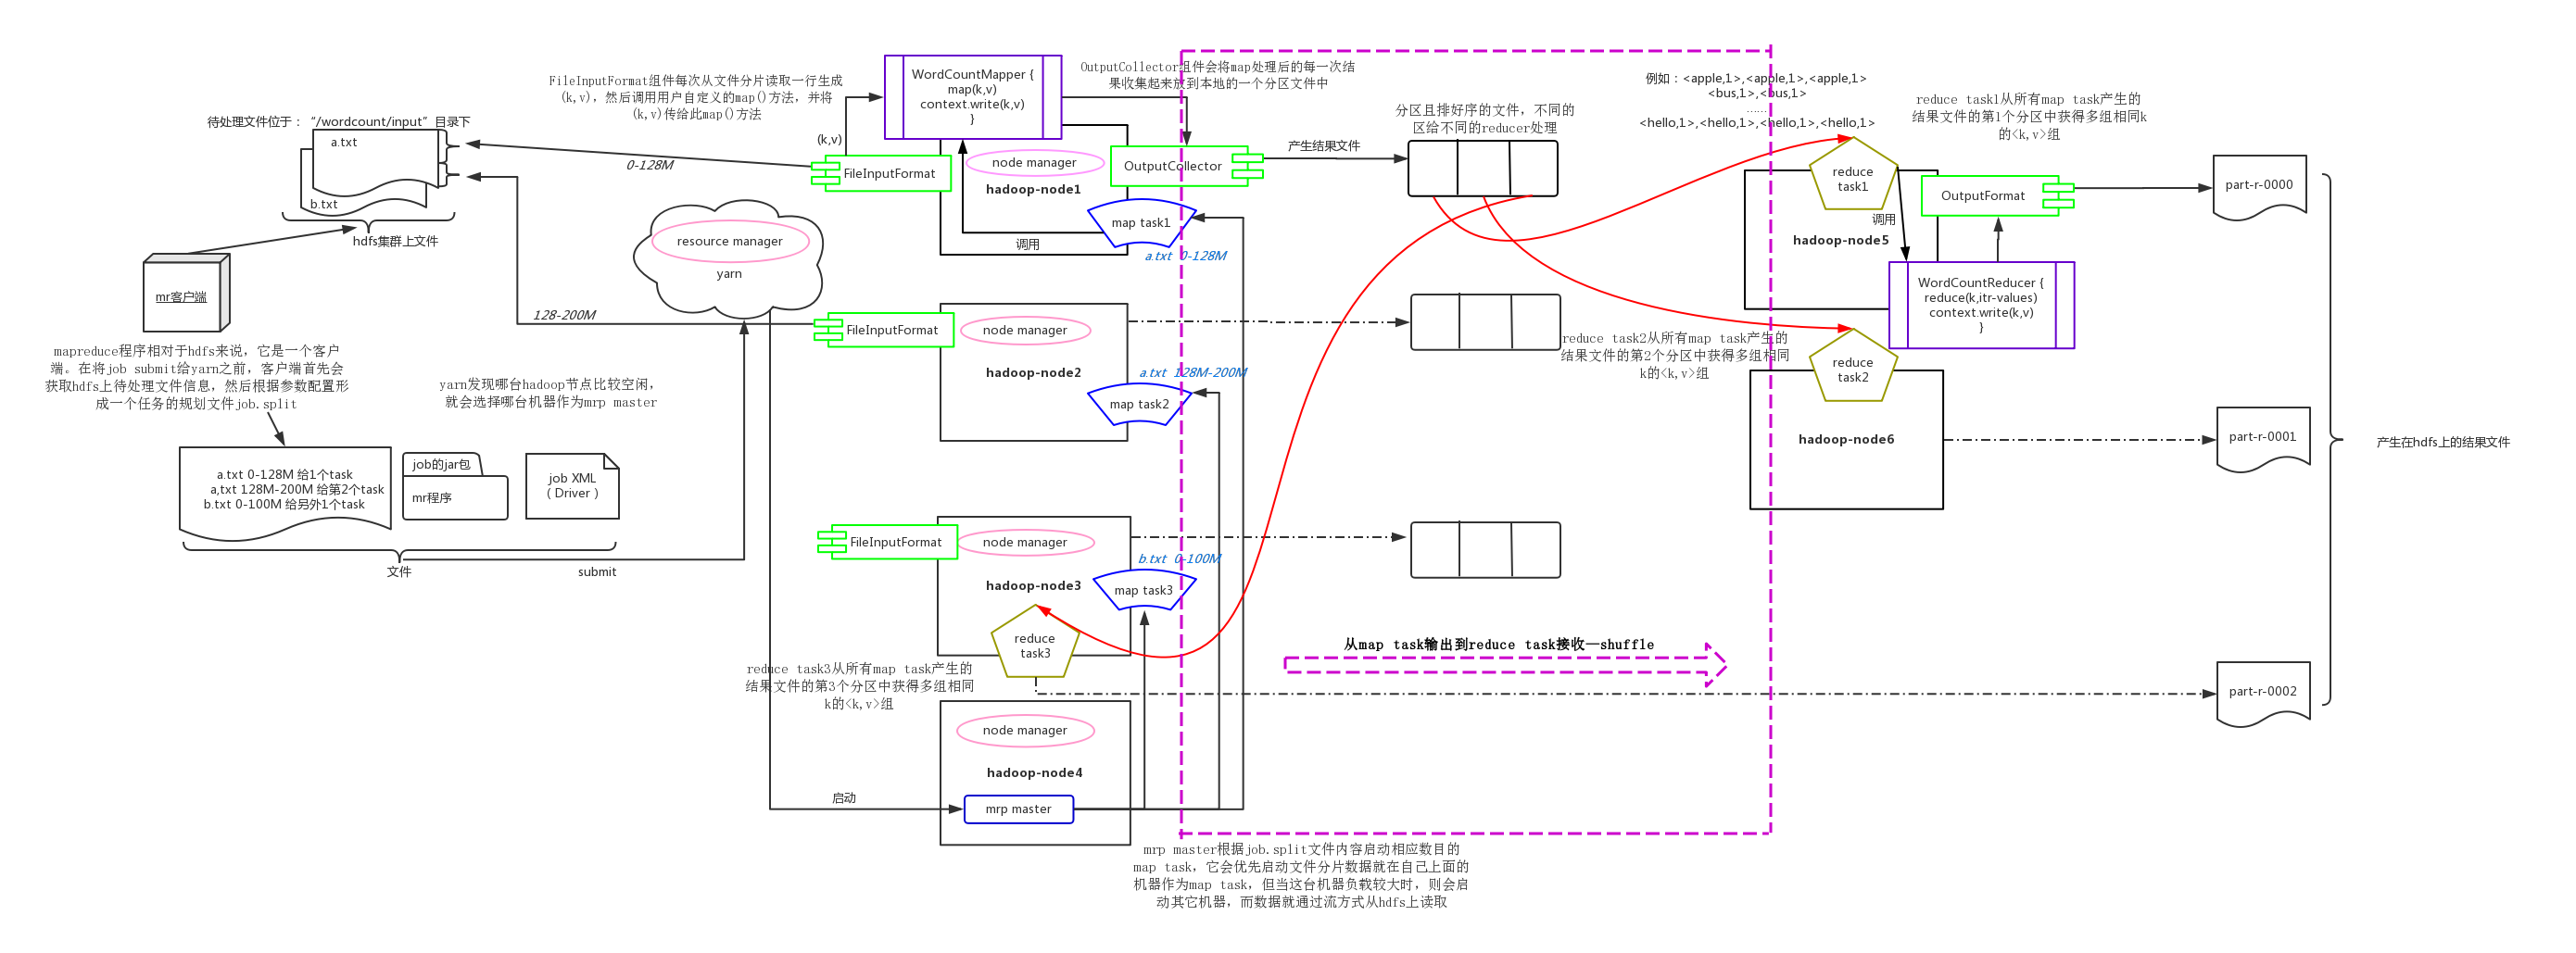 待处理文件位于：“/wordcount/input”目录下
a.txt
b.txt
hdfs集群上文件
mr客户端
mapreduce程序相对于hdfs来说，它是一个客户
端。在将job submit给yarn之前，客户端首先会
获取hdfs上待处理文件信息，然后根据参数配置形
成一个任务的规划文件job.split
a.txt 0-128M 给1个task
a,txt 128M-200M 给第2个task
b.txt 0-100M 给另外1个task
job的jar包
mr程序
job XML
（ Driver ）
文件
submit
yarn发现哪台hadoop节点比较空闲，
就会选择哪台机器作为mrp master
FileInputFormat组件每次从文件分片读取一行生成
(k,v)，然后调用用户自定义的map()方法，并将
(k,v)传给此map()方法
0-128M
128-200M
(k,v)
resource manager
yarn
启动
WordCountMapper {
map(k,v)
context.write(k,v)
}
FileInputFormat
node manager
hadoop-node1
调用
OutputCollector组件会将map处理后的每一次结
果收集起来放到本地的一个分区文件中
OutputCollector
map task1
a.txt 0-128M
FileInputFormat
node manager
hadoop-node2
a.txt 128M-200M
map task2
FileInputFormat
node manager
hadoop-node3
b.txt 0-100M
map task3
reduce
task3
reduce task3从所有map task产生的
结果文件的第3个分区中获得多组相同
k的<k,v>组
node manager
hadoop-node4
mrp master
mrp master根据job.split文件内容启动相应数目的
map task，它会优先启动文件分片数据就在自己上面的
机器作为map task，但当这台机器负载较大时，则会启
动其它机器，而数据就通过流方式从hdfs上读取
产生结果文件
分区且排好序的文件，不同的
区给不同的reducer处理
从map task输出到reduce task接收—shuffle
例如：<apple,1>,<apple,1>,<apple,1>
<bus,1>,<bus,1>
……
<hello,1>,<hello,1>,<hello,1>,<hello,1>
reduce task1从所有map task产生的
结果文件的第1个分区中获得多组相同k
的<k,v>组
reduce
task1
调用
hadoop-node5
OutputFormat
WordCountReducer {
reduce(k,itr-values)
context.write(k,v)
}
reduce task2从所有map task产生的
结果文件的第2个分区中获得多组相同
k的<k,v>组
reduce
task2
hadoop-node6
part-r-0000
part-r-0001
part-r-0002
产生在hdfs上的结果文件